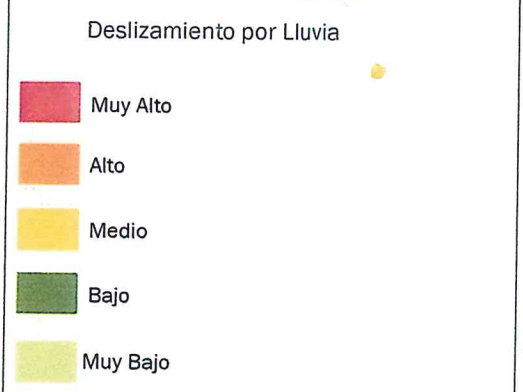 Deslizamiento por Lluvia
Muy Alto
Alto
Medio
Bajo
Muy Bajo